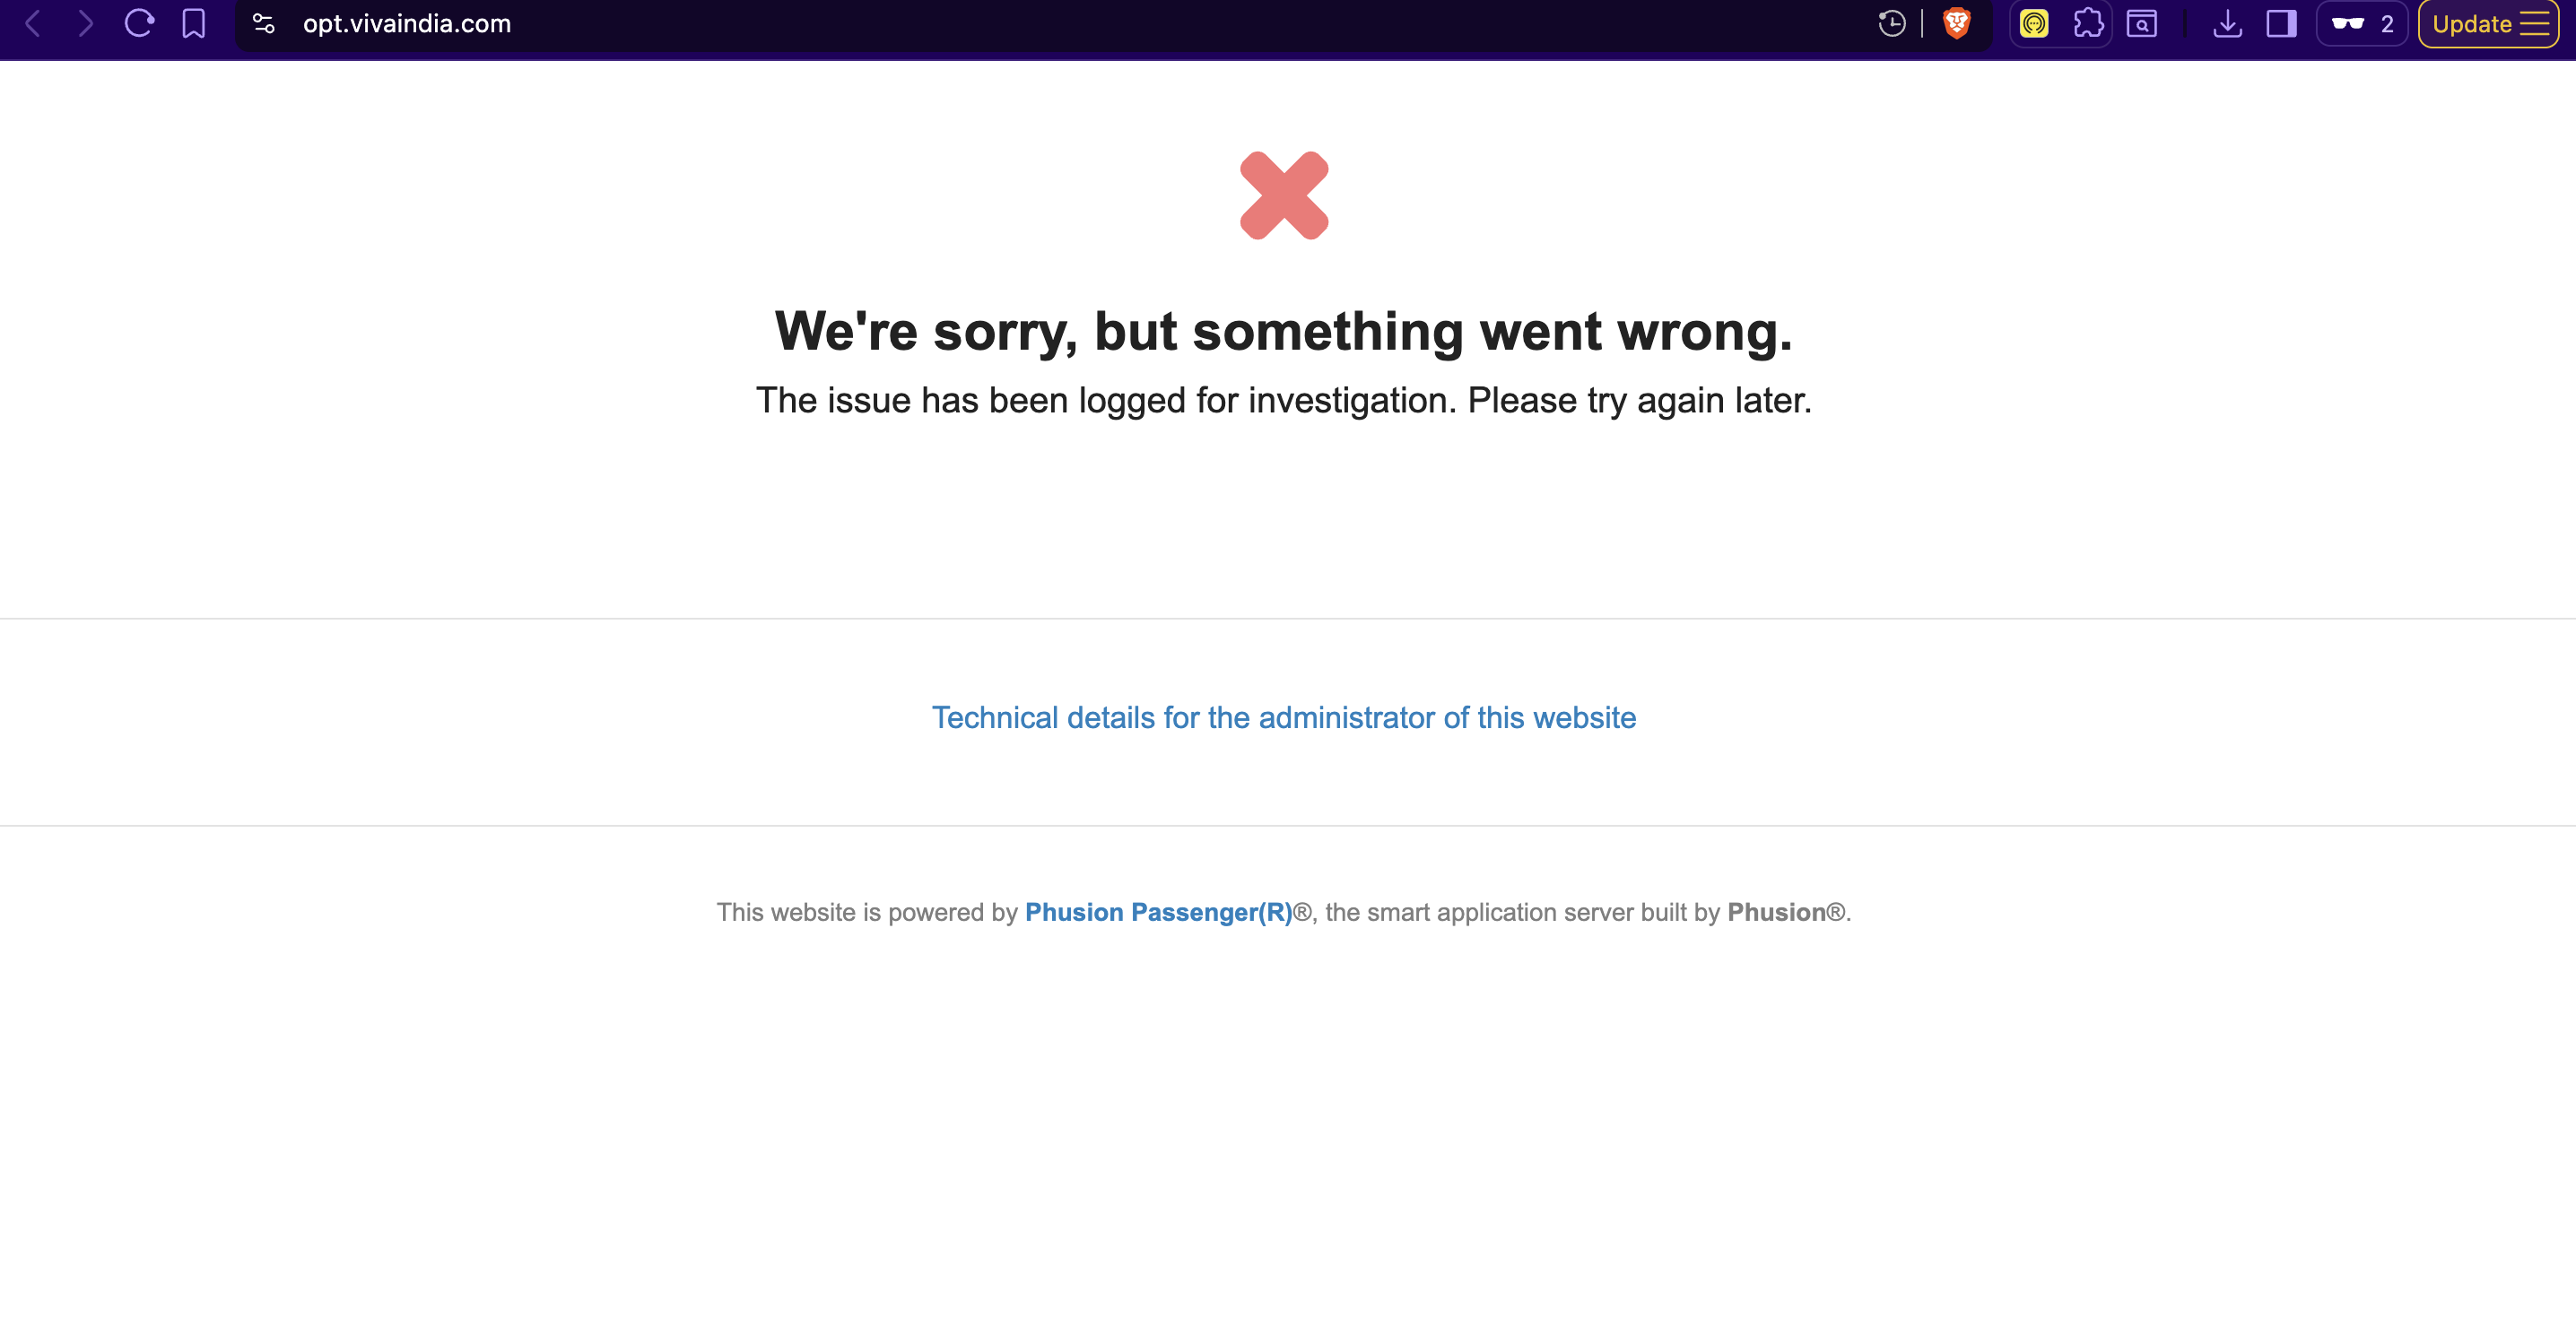 opt.vivaindia.com
2
Update
We're sorry, but something went wrong.
The issue has been logged for investigation. Please try again later.
Technical details for the administrator of this website
This website is powered by Phusion Passenger(R)®, the smart application server built by Phusion®.